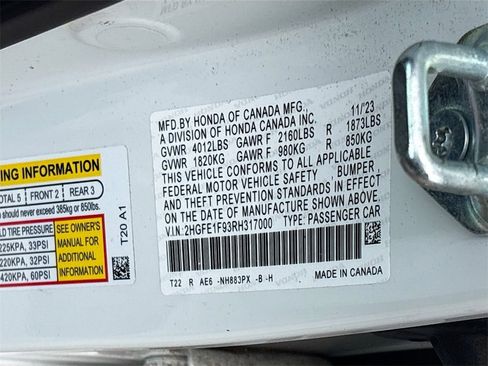 MFD.BY HONDA OF CANADA MFG., 11/23
A DIVISION OF HONDA CANADA INC.
GVWR 4012LBS GAWR F 2160LBS R 1873LBS
GVWR 1820KG GAWR F 980KG R 850KG
THIS VEHICLE CONFORMS TO ALL APPLICABLE
FEDERAL MOTOR VEHICLE SAFETY BUMPER
AND THEFT PREVENTION STANDARDS IN EFFECT
ON THE DATE OF MANUFACTURE SHOWN ABOVE.
VIN:2HGFE1F93RH317000 TYPE:PASSENGER CAR
T22 R AE6 -NH883PX -B -H MADE IN CANADA
ING INFORMATION
OTAL 5 FRONT 2 REAR 3
should never exceed 385kg or 850lbs.
LD TIRE PRESSURE
225KPA, 33PSI
220KPA, 32PSI
420KPA, 60PSI
SEE OWNER'S
MANUAL FOR
ADDITIONAL
INFORMATION
T20 A1